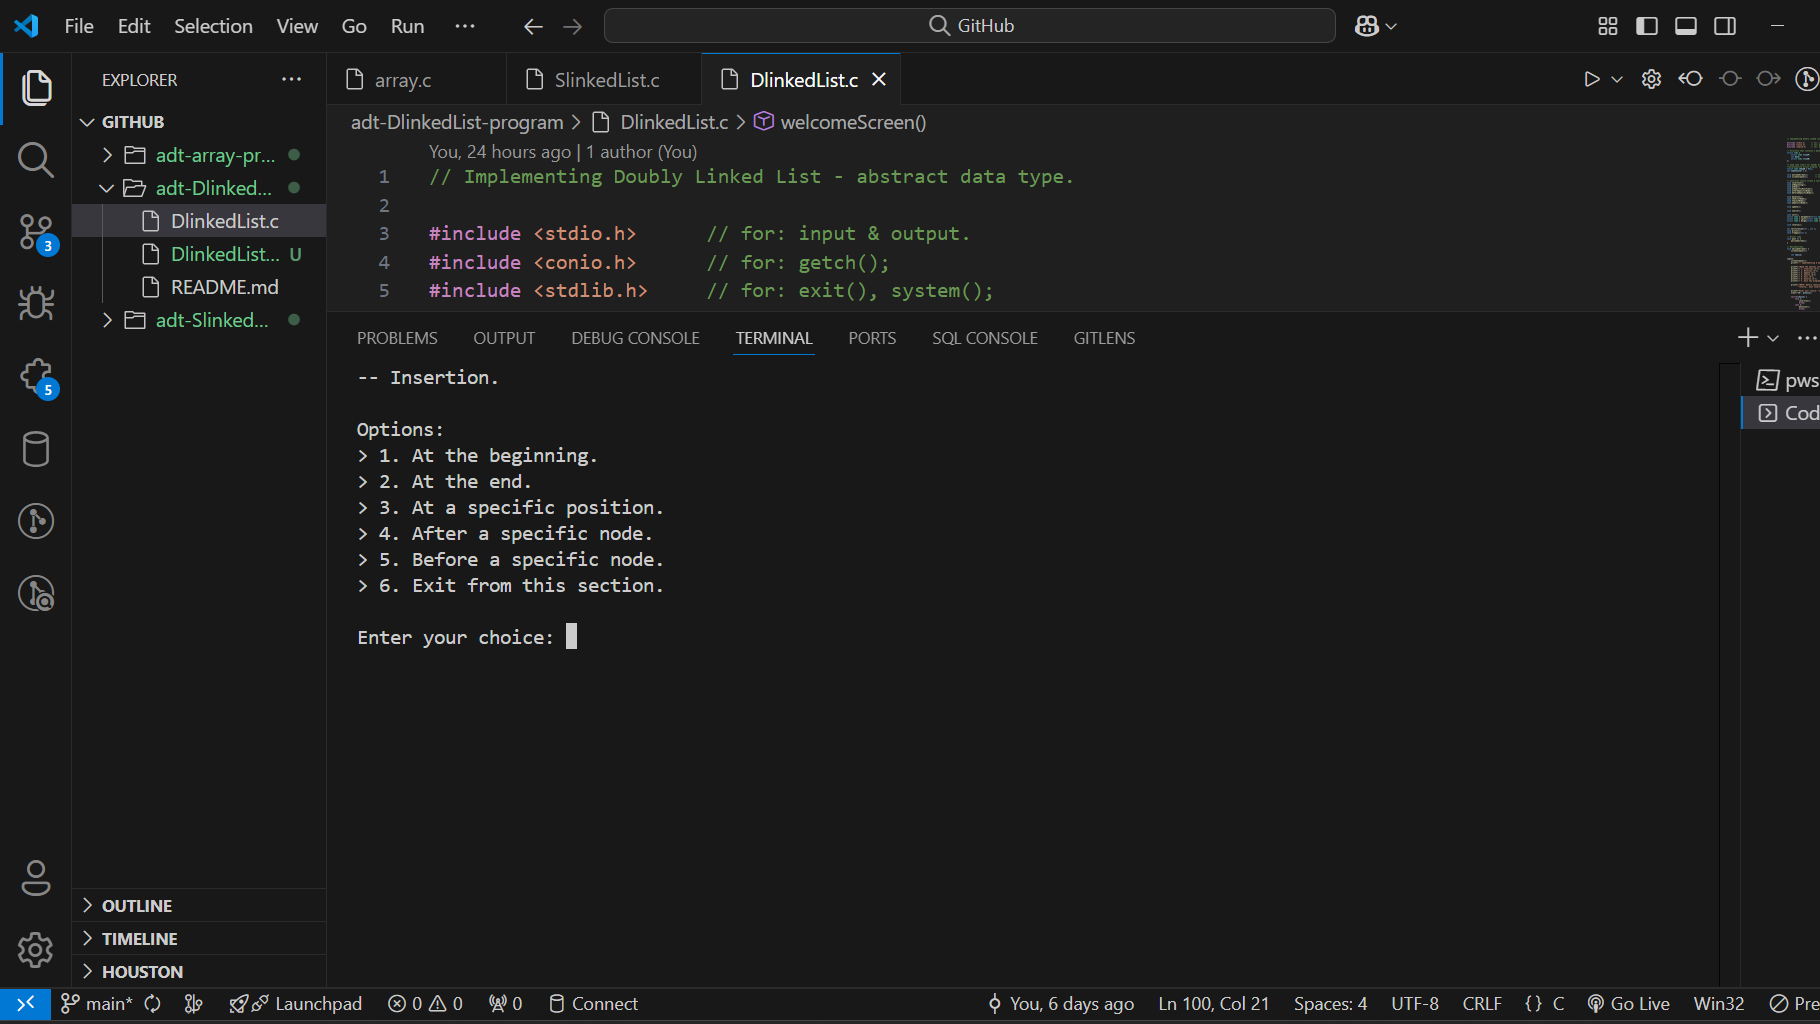 File Edit Selection View Go Run ··· GitHub
EXPLORER
GITHUB
adt-array-pr...
adt-Dlinked...
DlinkedList.c
DlinkedList... U
README.md
adt-Slinked...
OUTLINE
TIMELINE
HOUSTON
3
5
array.c SlinkedList.c DlinkedList.c
adt-DlinkedList-program > DlinkedList.c > welcomeScreen()
You, 24 hours ago | 1 author (You)
1 // Implementing Doubly Linked List - abstract data type.
2
3 #include <stdio.h> // for: input & output.
4 #include <conio.h> // for: getch();
5 #include <stdlib.h> // for: exit(), system();
PROBLEMS OUTPUT DEBUG CONSOLE TERMINAL PORTS SQL CONSOLE GITLENS
-- Insertion.
Options:
> 1. At the beginning.
> 2. At the end.
> 3. At a specific position.
> 4. After a specific node.
> 5. Before a specific node.
> 6. Exit from this section.
Enter your choice:
pws
Cod
main* Launchpad 0 0 0 Connect You, 6 days ago Ln 100, Col 21 Spaces: 4 UTF-8 CRLF {} C Go Live Win32 Pre